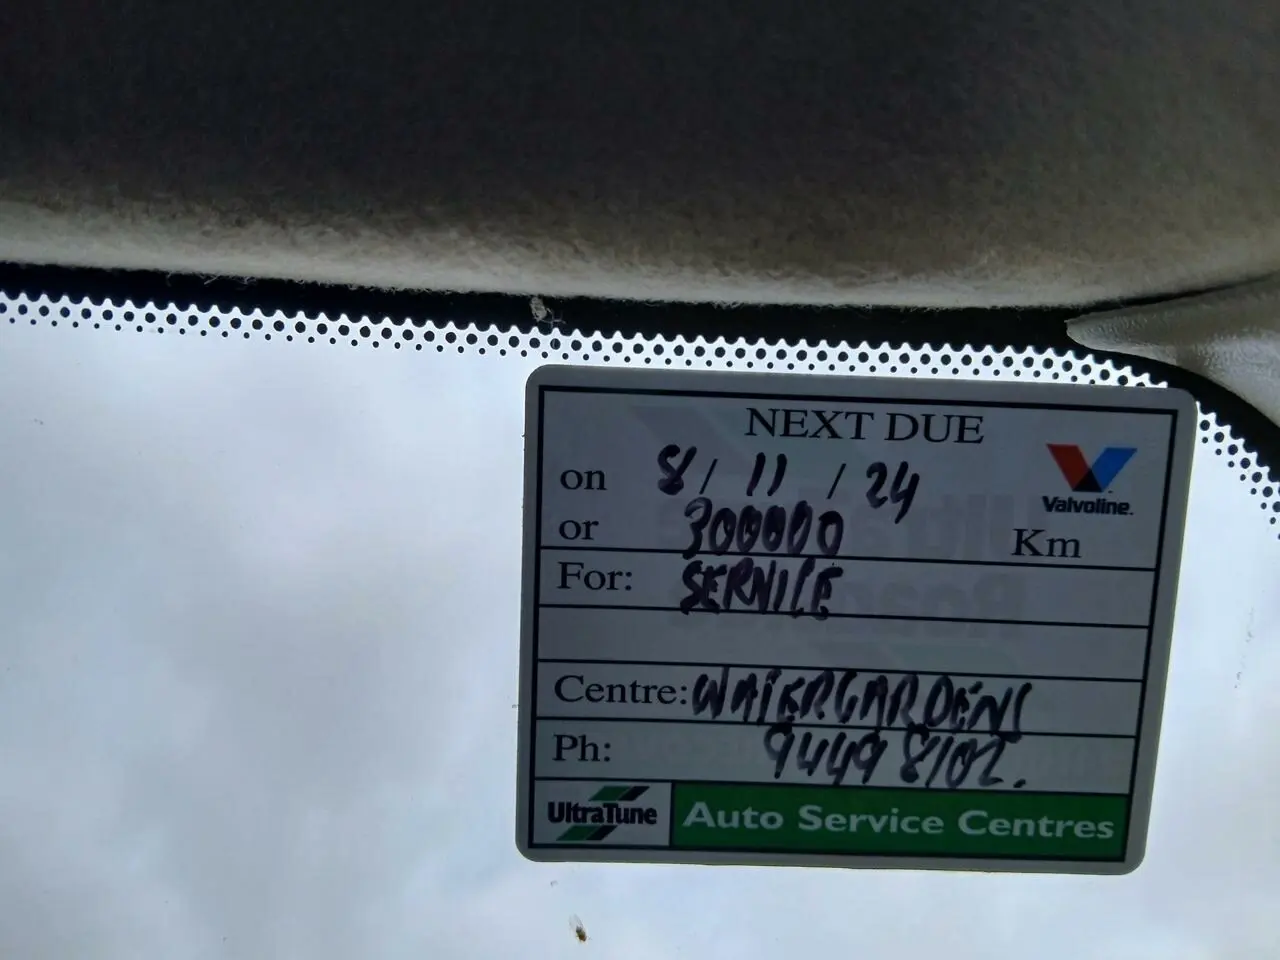 NEXT DUE
on 8 / 11 / 24
Valvoline.
or 300000 Km
For: SERVICE
Centre: WATERGARDENS
Ph: 9449 8102.
UltraTune Auto Service Centres